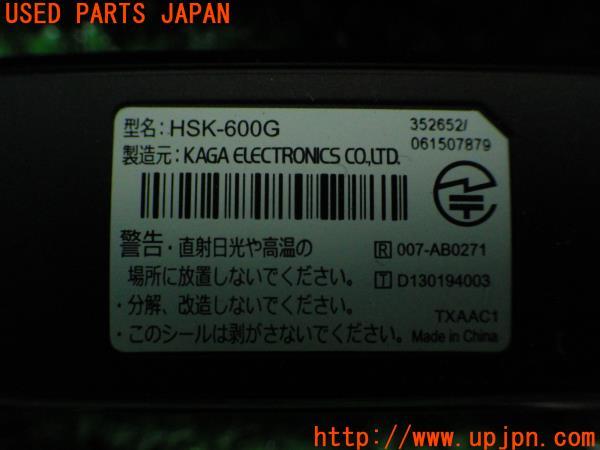 USED PARTS JAPAN
型名: HSK-600G
352652/
061507879
製造元: KAGA ELECTRONICS CO.,LTD.
警告・直射日光や高温の
場所に放置しないでください。
・分解、改造しないでください。
・このシールは剥がさないでください。
R 007-AB0271
T D130194003
TXAAC1
Made in China
http://www.upjpn.com/